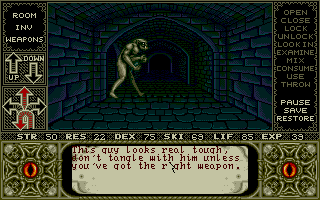 ROOM
INV
WEAPONS
UP
DOWN
OPEN
CLOSE
LOCK
UNLOCK
LOOK IN
EXAMINE
MIX
CONSUME
USE
THROW
PAUSE
SAVE
RESTORE
STR 50 RES 22 DEX 75 SKI 69 LIF 85 EXP 39
This guy looks real tough,
don't tangle with him unless
you've got the right weapon.